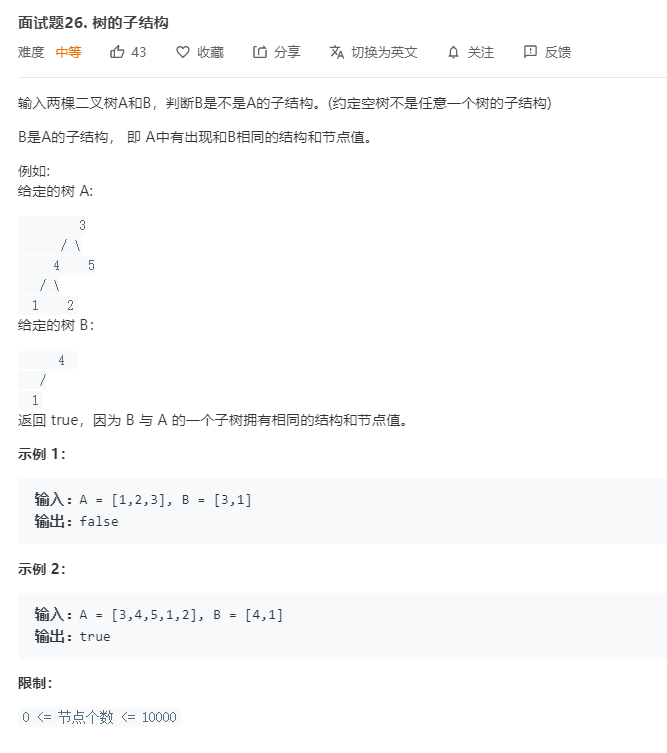 面试题26. 树的子结构
难度 中等 43 收藏 分享 切换为英文 关注 反馈
输入两棵二叉树A和B，判断B是不是A的子结构。(约定空树不是任意一个树的子结构)
B是A的子结构， 即 A中有出现和B相同的结构和节点值。
例如:
给定的树 A:
3
/ \
4 5
/ \
1 2
给定的树 B：
4
/
1
返回 true，因为 B 与 A 的一个子树拥有相同的结构和节点值。
示例 1：
输入：A = [1,2,3], B = [3,1]
输出：false
示例 2：
输入：A = [3,4,5,1,2], B = [4,1]
输出：true
限制：
0 <= 节点个数 <= 10000